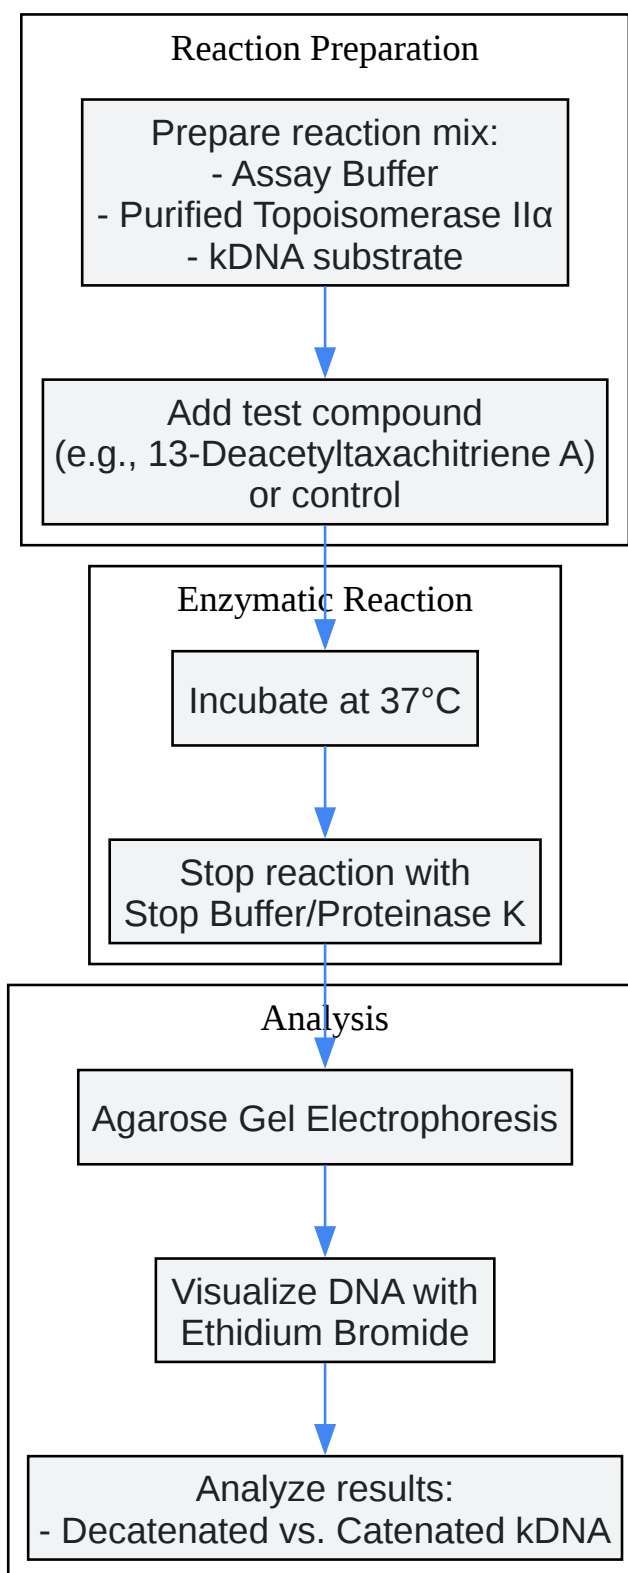 Reaction Preparation
Prepare reaction mix:
- Assay Buffer
- Purified Topoisomerase IIα
- kDNA substrate
Add test compound
(e.g., 13-Deacetyltaxachitriene A)
or control
Enzymatic Reaction
Incubate at 37°C
Stop reaction with
Stop Buffer/Proteinase K
Analysis
Agarose Gel Electrophoresis
Visualize DNA with
Ethidium Bromide
Analyze results:
- Decatenated vs. Catenated kDNA